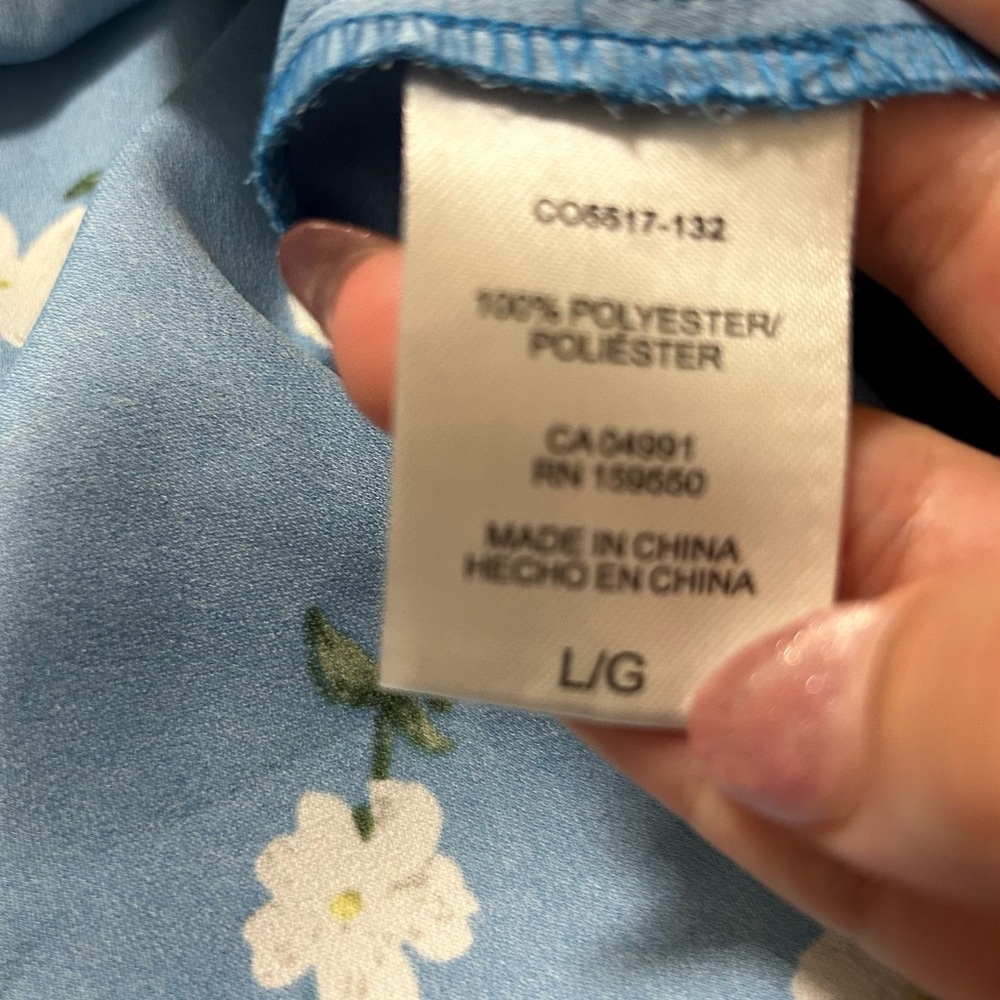 CO5517-132
100% POLYESTER/
POLIÉSTER
CA 04991
RN 159550
MADE IN CHINA
HECHO EN CHINA
L/G